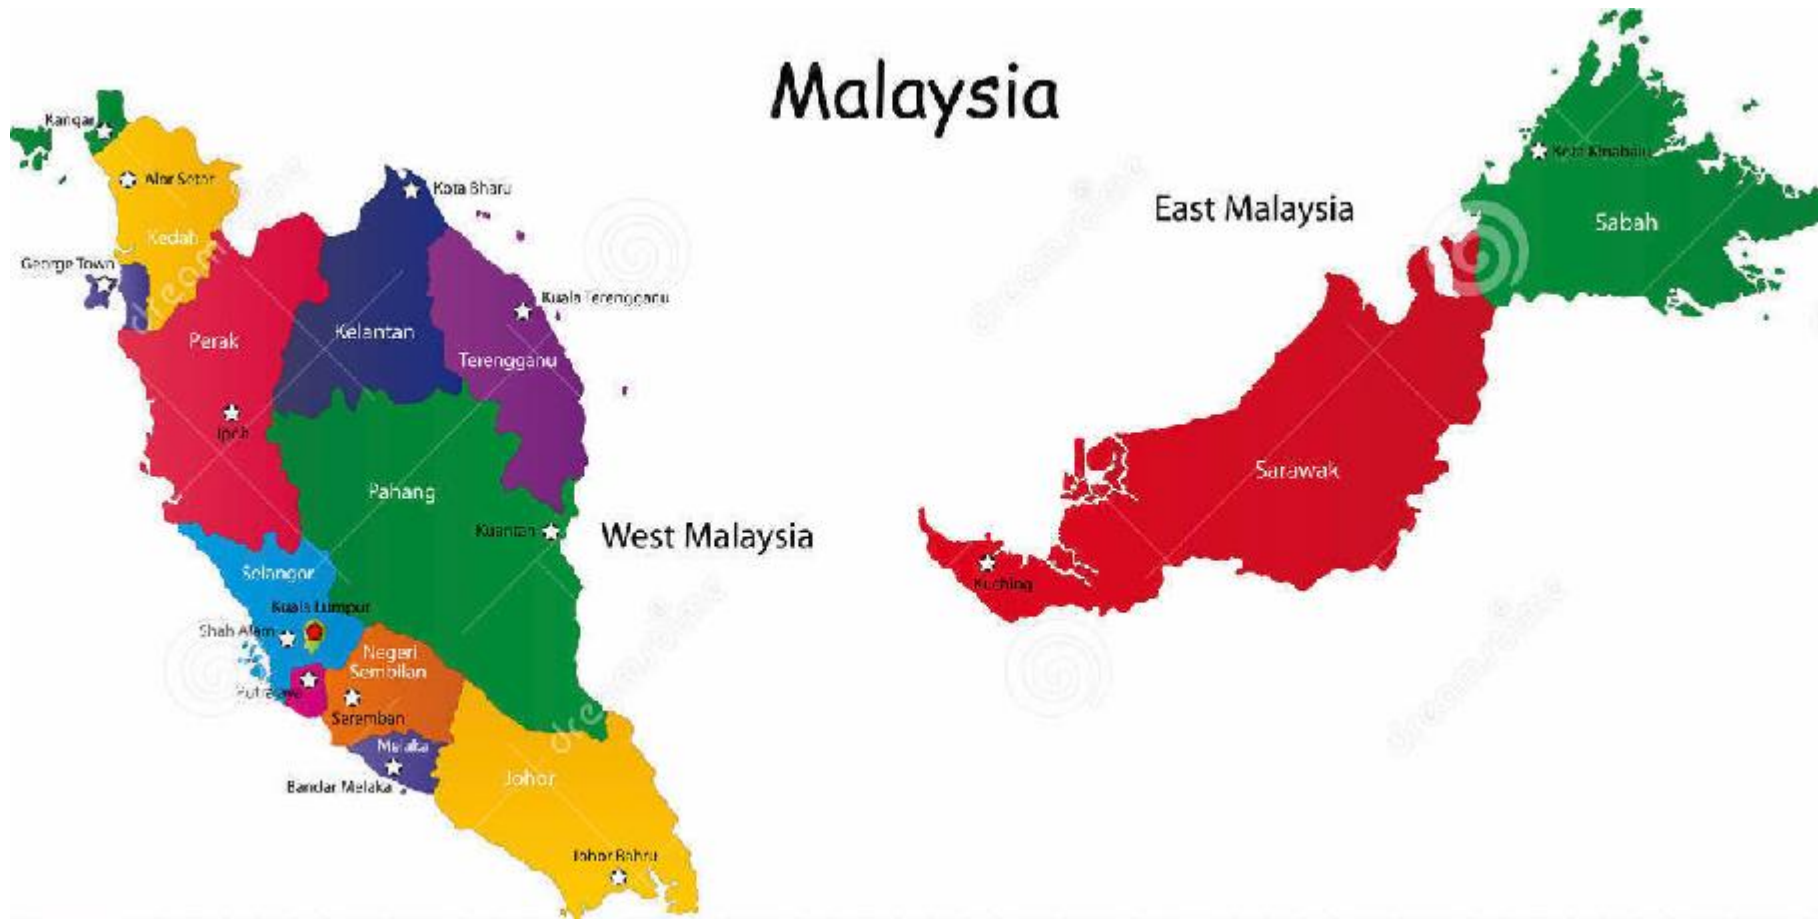 Malaysia
Kangar
Alor Setar
Kota Bharu
East Malaysia
Kota Kinabalu
Sabah
Kedah
George Town
Kuala Terengganu
Perak
Kelantan
Terengganu
Ipoh
Sarawak
Pahang
Kuantan
West Malaysia
Selangor
Kuching
Kuala Lumpur
Shah Alam
Negeri
Sembilan
Putrajaya
Seremban
Melaka
Bandar Melaka
Johor
Johor Bahru